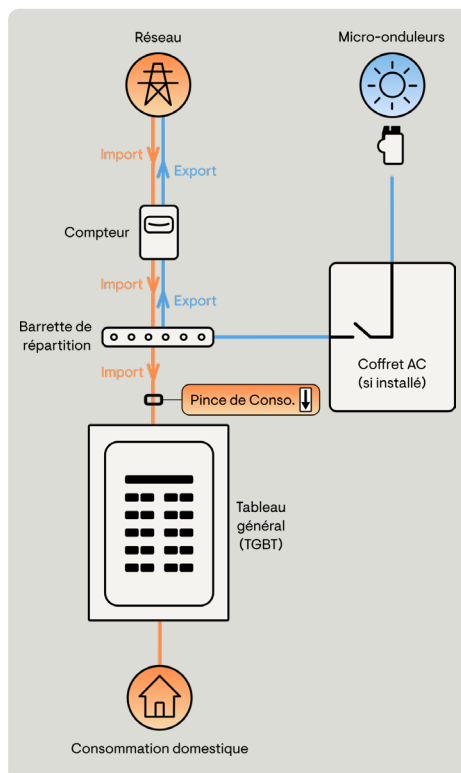 Réseau
Micro-onduleurs
Import
Export
Compteur
Import
Export
Barrette de
répartition
Coffret AC
(si installé)
Import
Pince de Conso.
Tableau
général
(TGBT)
Consommation domestique